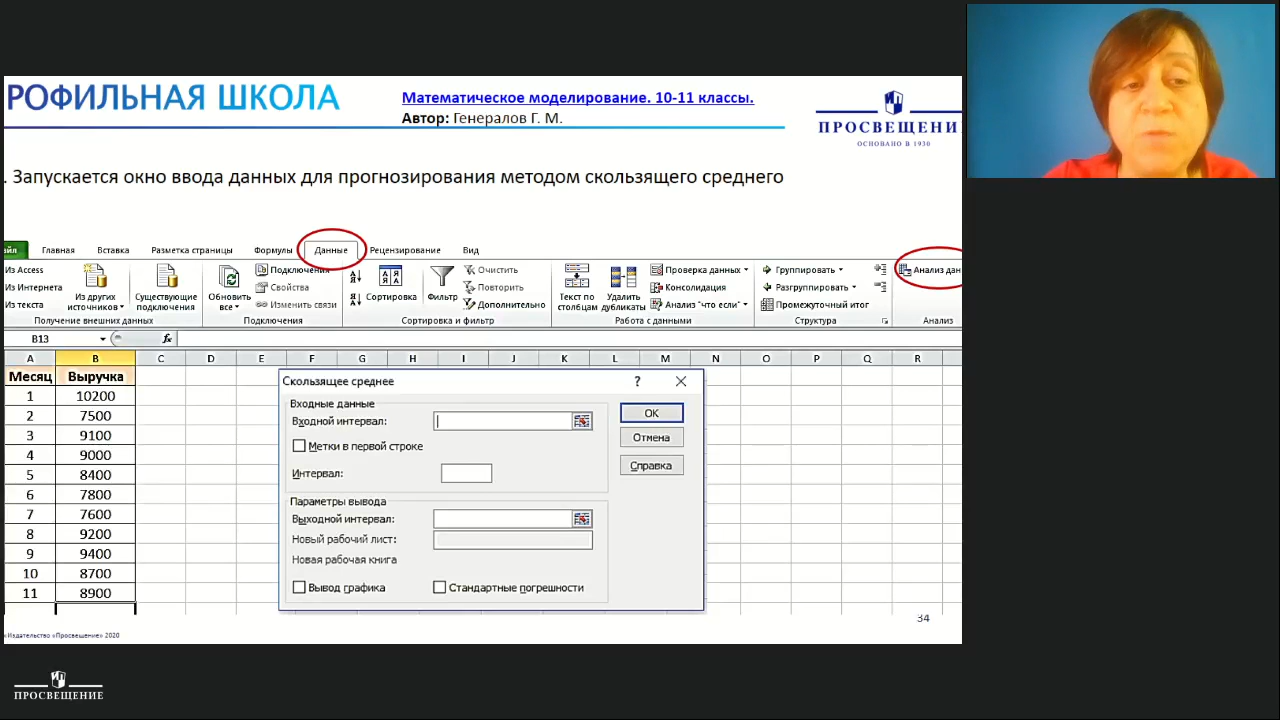 РОФИЛЬНАЯ ШКОЛА
Математическое моделирование. 10-11 классы.
Автор: Генералов Г. М.
ПРОСВЕЩЕНИ
ОСНОВАНО В 1930
. Запускается окно ввода данных для прогнозирования методом скользящего среднего
айл Главная Вставка Разметка страницы Формулы Данные Рецензирование Вид
Из Access
Из Интернета
Из текста
Из других источников
Существующие подключения
Получение внешних данных
Обновить все
Подключения
Свойства
Изменить связи
Подключения
Сортировка
Фильтр
Очистить
Повторить
Дополнительно
Сортировка и фильтр
Текст по столбцам
Удалить дубликаты
Проверка данных
Консолидация
Анализ "что если"
Работа с данными
Группировать
Разгруппировать
Промежуточный итог
Структура
Анализ дан
Анализ
B13 fx
A B C D E F G H I J K L M N O P Q R
Месяц Выручка
1 10200
2 7500
3 9100
4 9000
5 8400
6 7800
7 7600
8 9200
9 9400
10 8700
11 8900
Скользящее среднее ?
Входные данные
Входной интервал:
Метки в первой строке
Интервал:
Параметры вывода
Выходной интервал:
Новый рабочий лист:
Новая рабочая книга
Вывод графика Стандартные погрешности
ОК
Отмена
Справка
34
«Издательство «Просвещение» 2020
ПРОСВЕЩЕНИЕ